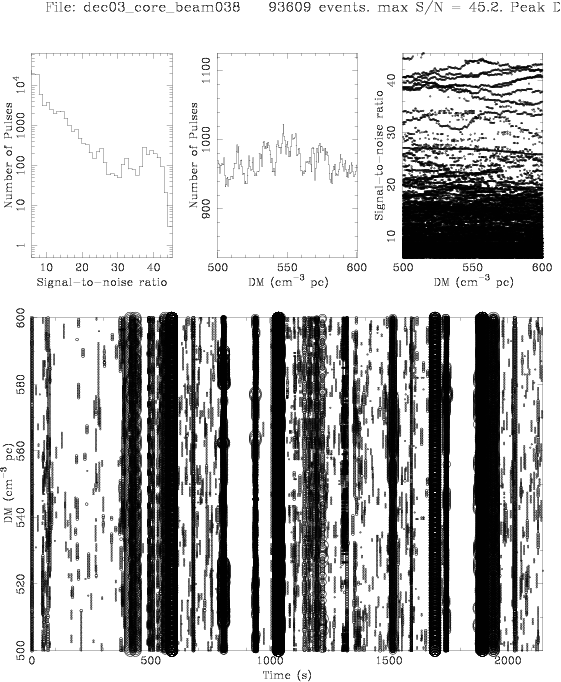 File: dec03_core_beam038 93609 events. max S/N = 45.2. Peak D
10⁴
1000
100
10
1
Number of Pulses
10 20 30 40
Signal-to-noise ratio
1100
1000
900
Number of Pulses
500 550 600
DM (cm⁻³ pc)
40
30
20
10
Signal-to-noise ratio
500 550 600
DM (cm⁻³ pc)
600
580
560
540
520
500
DM (cm⁻³ pc)
0 500 1000 1500 2000
Time (s)